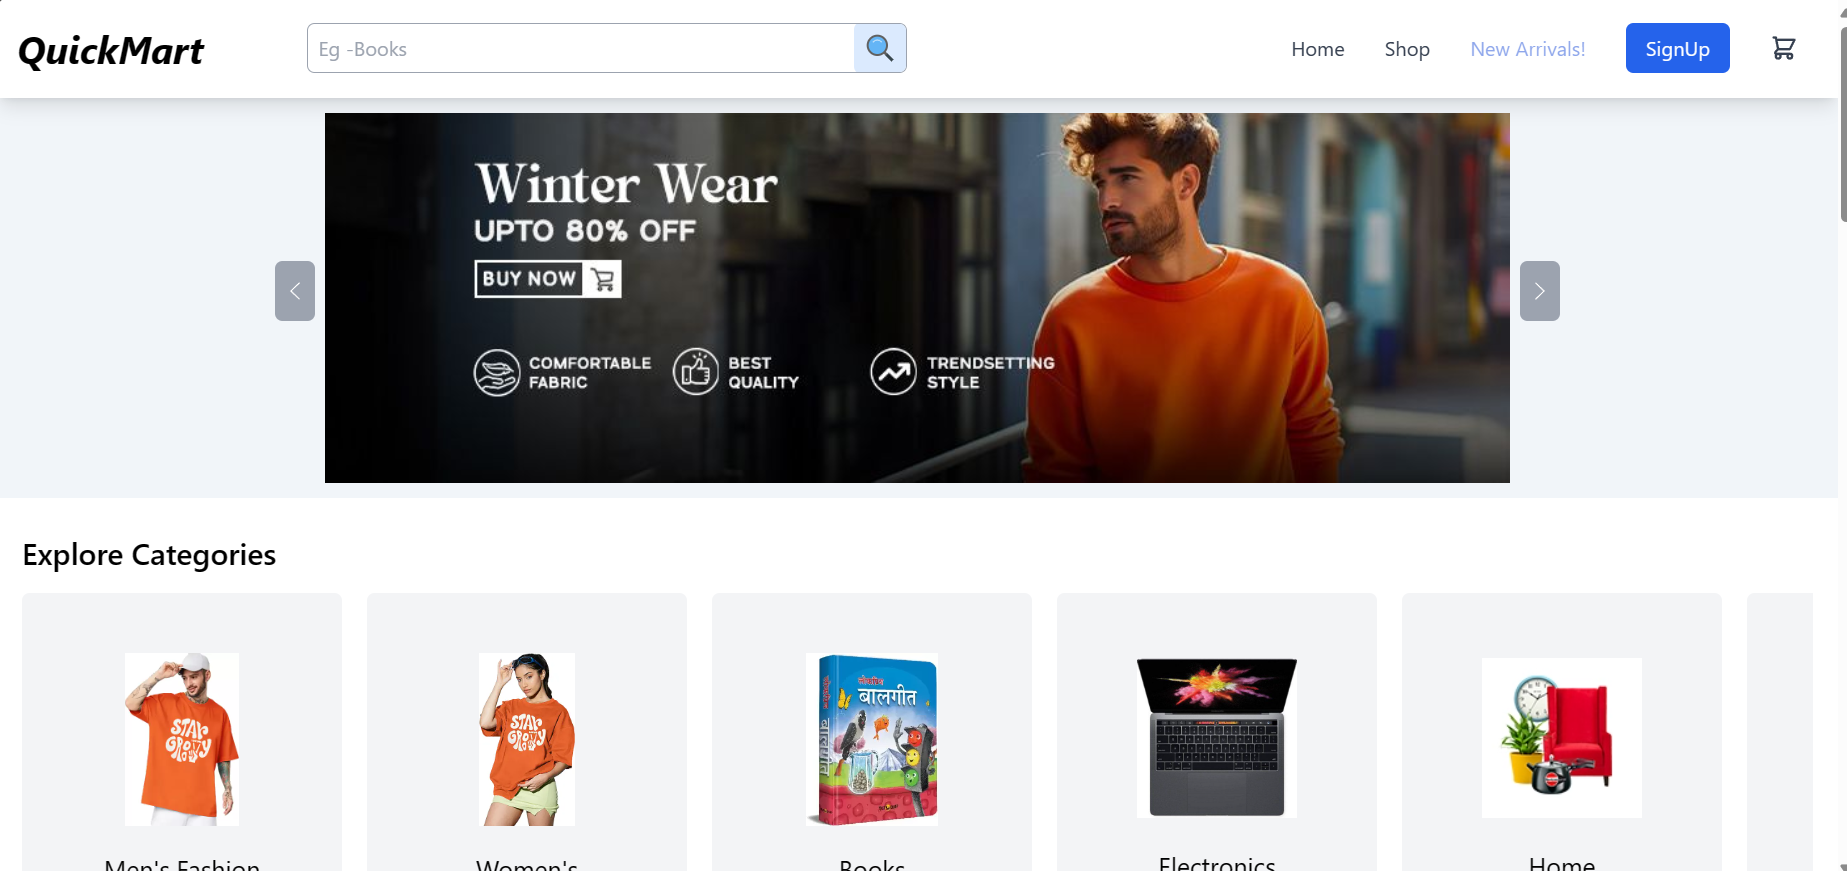 QuickMart
Eg -Books
Home
Shop
New Arrivals!
SignUp
Winter Wear
UPTO 80% OFF
BUY NOW
COMFORTABLE
FABRIC
BEST
QUALITY
TRENDSETTING
STYLE
Explore Categories
STAY
GROOVY
STAY
GROOVY
बालगीत
Men's Fashion
Women's
Books
Electronics
Home